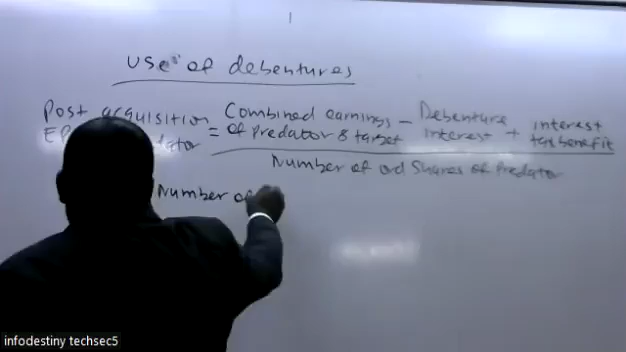 Use of debentures
Post acquisition
EP
= Combined earnings of Predator & target - Debenture interest + interest tax benefit
Number of ord shares of Predator
Number of
infodestiny techsec5